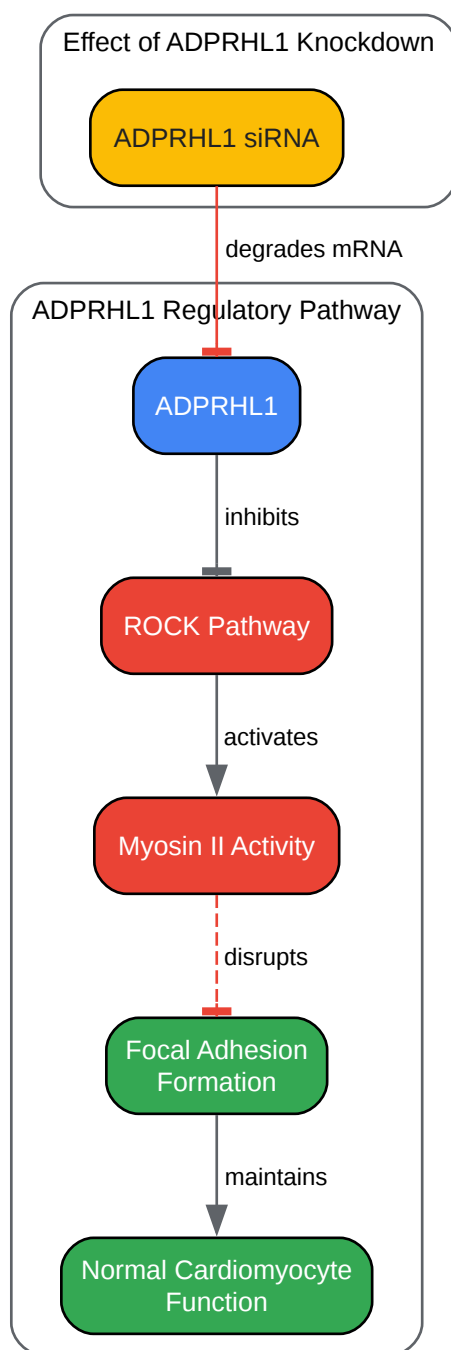 Effect of ADPRHL1 Knockdown
ADPRHL1 siRNA
degrades mRNA
ADPRHL1 Regulatory Pathway
ADPRHL1
inhibits
ROCK Pathway
activates
Myosin II Activity
disrupts
Focal Adhesion
Formation
maintains
Normal Cardiomyocyte
Function